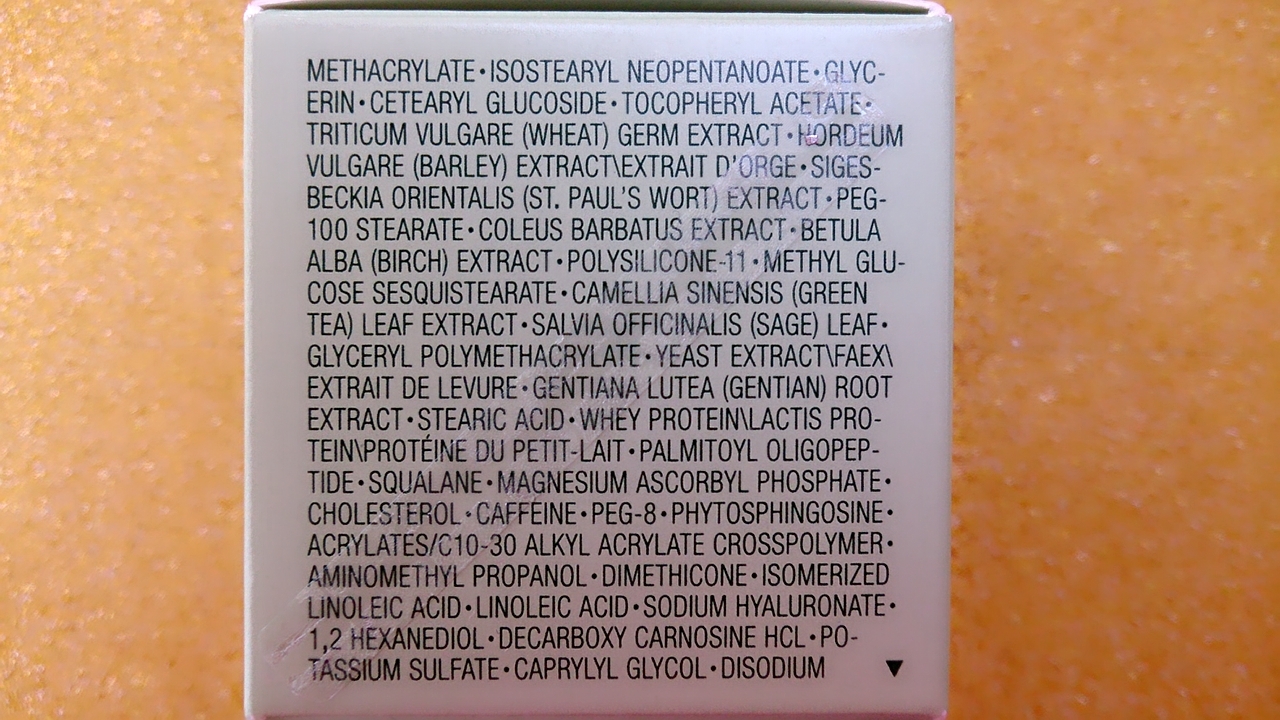 METHACRYLATE•ISOSTEARYL NEOPENTANOATE•GLYC-
ERIN•CETEARYL GLUCOSIDE•TOCOPHERYL ACETATE•
TRITICUM VULGARE (WHEAT) GERM EXTRACT•HORDEUM
VULGARE (BARLEY) EXTRACT\EXTRAIT D'ORGE•SIGES-
BECKIA ORIENTALIS (ST. PAUL'S WORT) EXTRACT•PEG-
100 STEARATE•COLEUS BARBATUS EXTRACT•BETULA
ALBA (BIRCH) EXTRACT•POLYSILICONE-11•METHYL GLU-
COSE SESQUISTEARATE•CAMELLIA SINENSIS (GREEN
TEA) LEAF EXTRACT•SALVIA OFFICINALIS (SAGE) LEAF•
GLYCERYL POLYMETHACRYLATE•YEAST EXTRACT\FAEX\
EXTRAIT DE LEVURE•GENTIANA LUTEA (GENTIAN) ROOT
EXTRACT•STEARIC ACID•WHEY PROTEIN\LACTIS PRO-
TEIN\PROTÉINE DU PETIT-LAIT•PALMITOYL OLIGOPEP-
TIDE•SQUALANE•MAGNESIUM ASCORBYL PHOSPHATE•
CHOLESTEROL•CAFFEINE•PEG-8•PHYTOSPHINGOSINE•
ACRYLATES/C10-30 ALKYL ACRYLATE CROSSPOLYMER•
AMINOMETHYL PROPANOL•DIMETHICONE•ISOMERIZED
LINOLEIC ACID•LINOLEIC ACID•SODIUM HYALURONATE•
1,2 HEXANEDIOL•DECARBOXY CARNOSINE HCL•PO-
TASSIUM SULFATE•CAPRYLYL GLYCOL•DISODIUM ▼